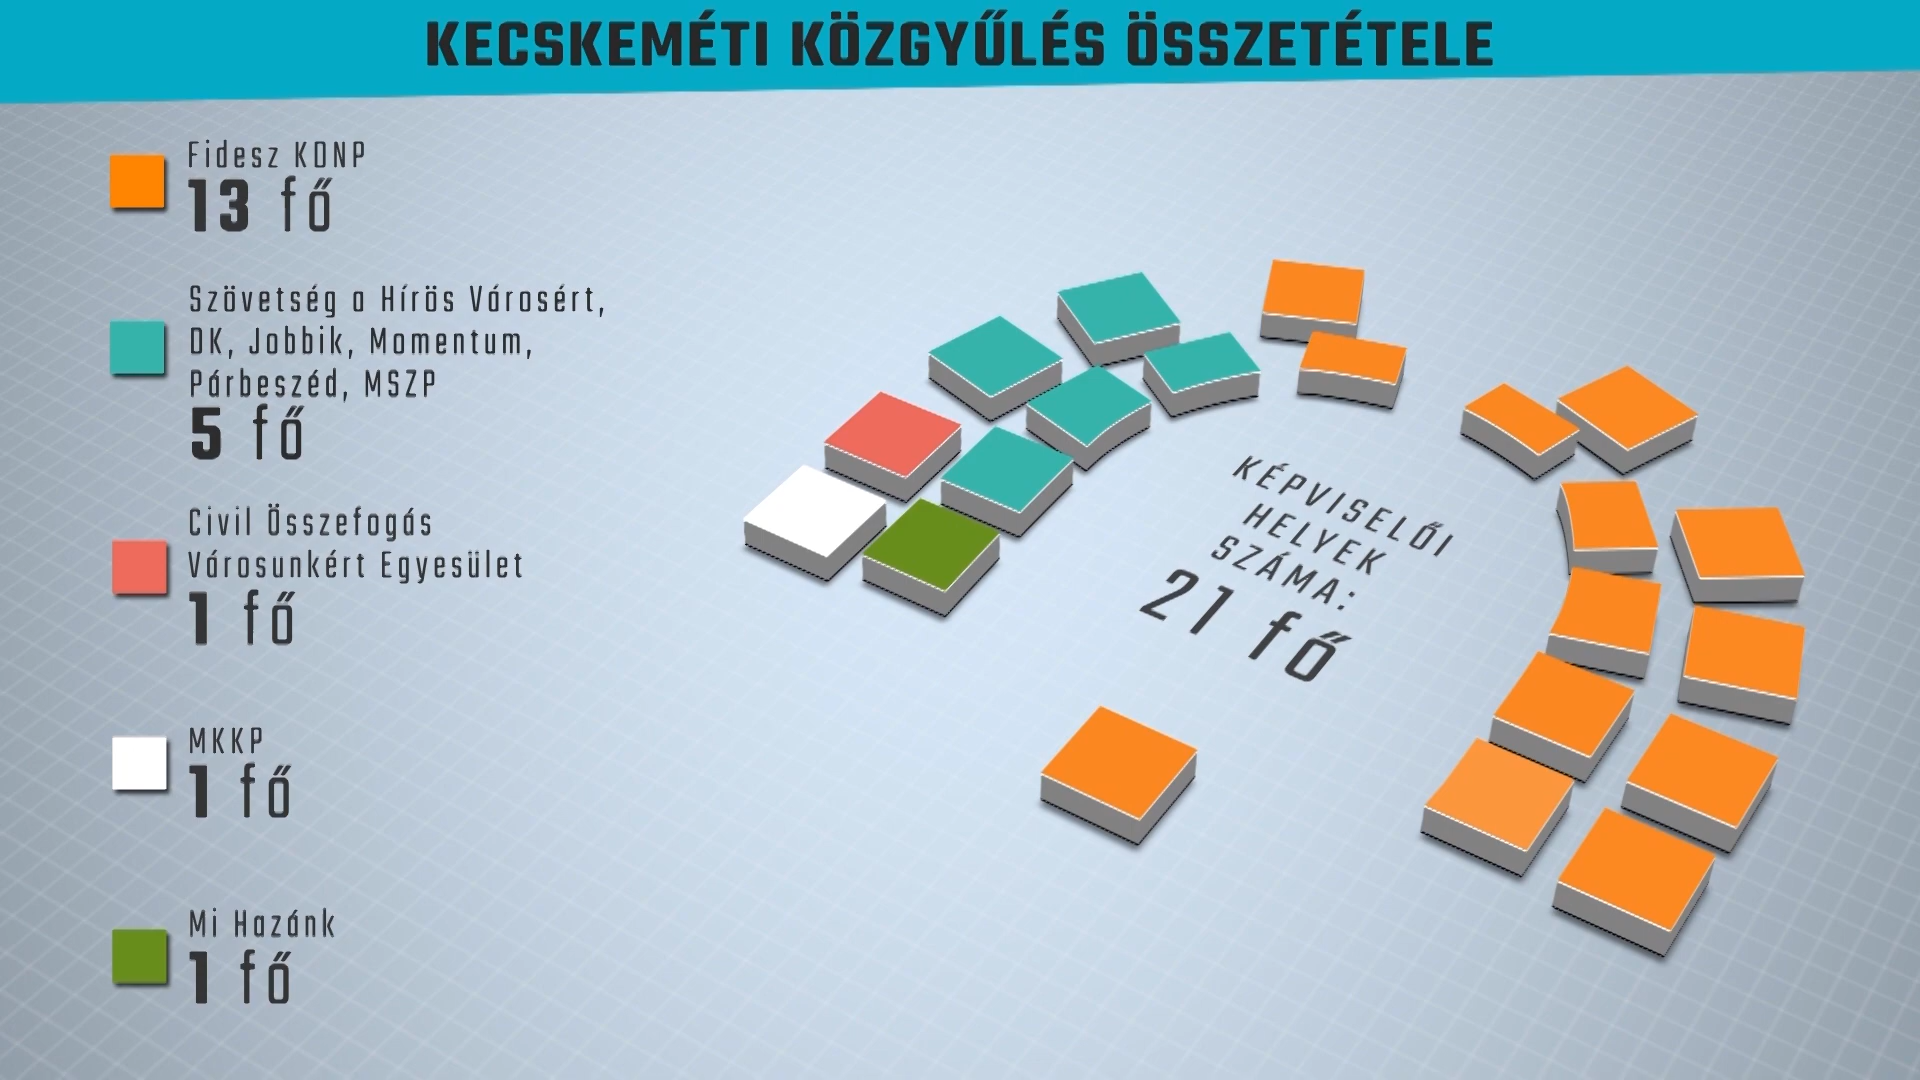 KECSKEMÉTI KÖZGYŰLÉS ÖSSZETÉTELE
Fidesz KDNP
13 fő
Szövetség a Hírös Városért,
DK, Jobbik, Momentum,
Párbeszéd, MSZP
5 fő
Civil Összefogás
Városunkért Egyesület
1 fő
MKKP
1 fő
Mi Hazánk
1 fő
KÉPVISELŐI
HELYEK
SZÁMA:
21 fő